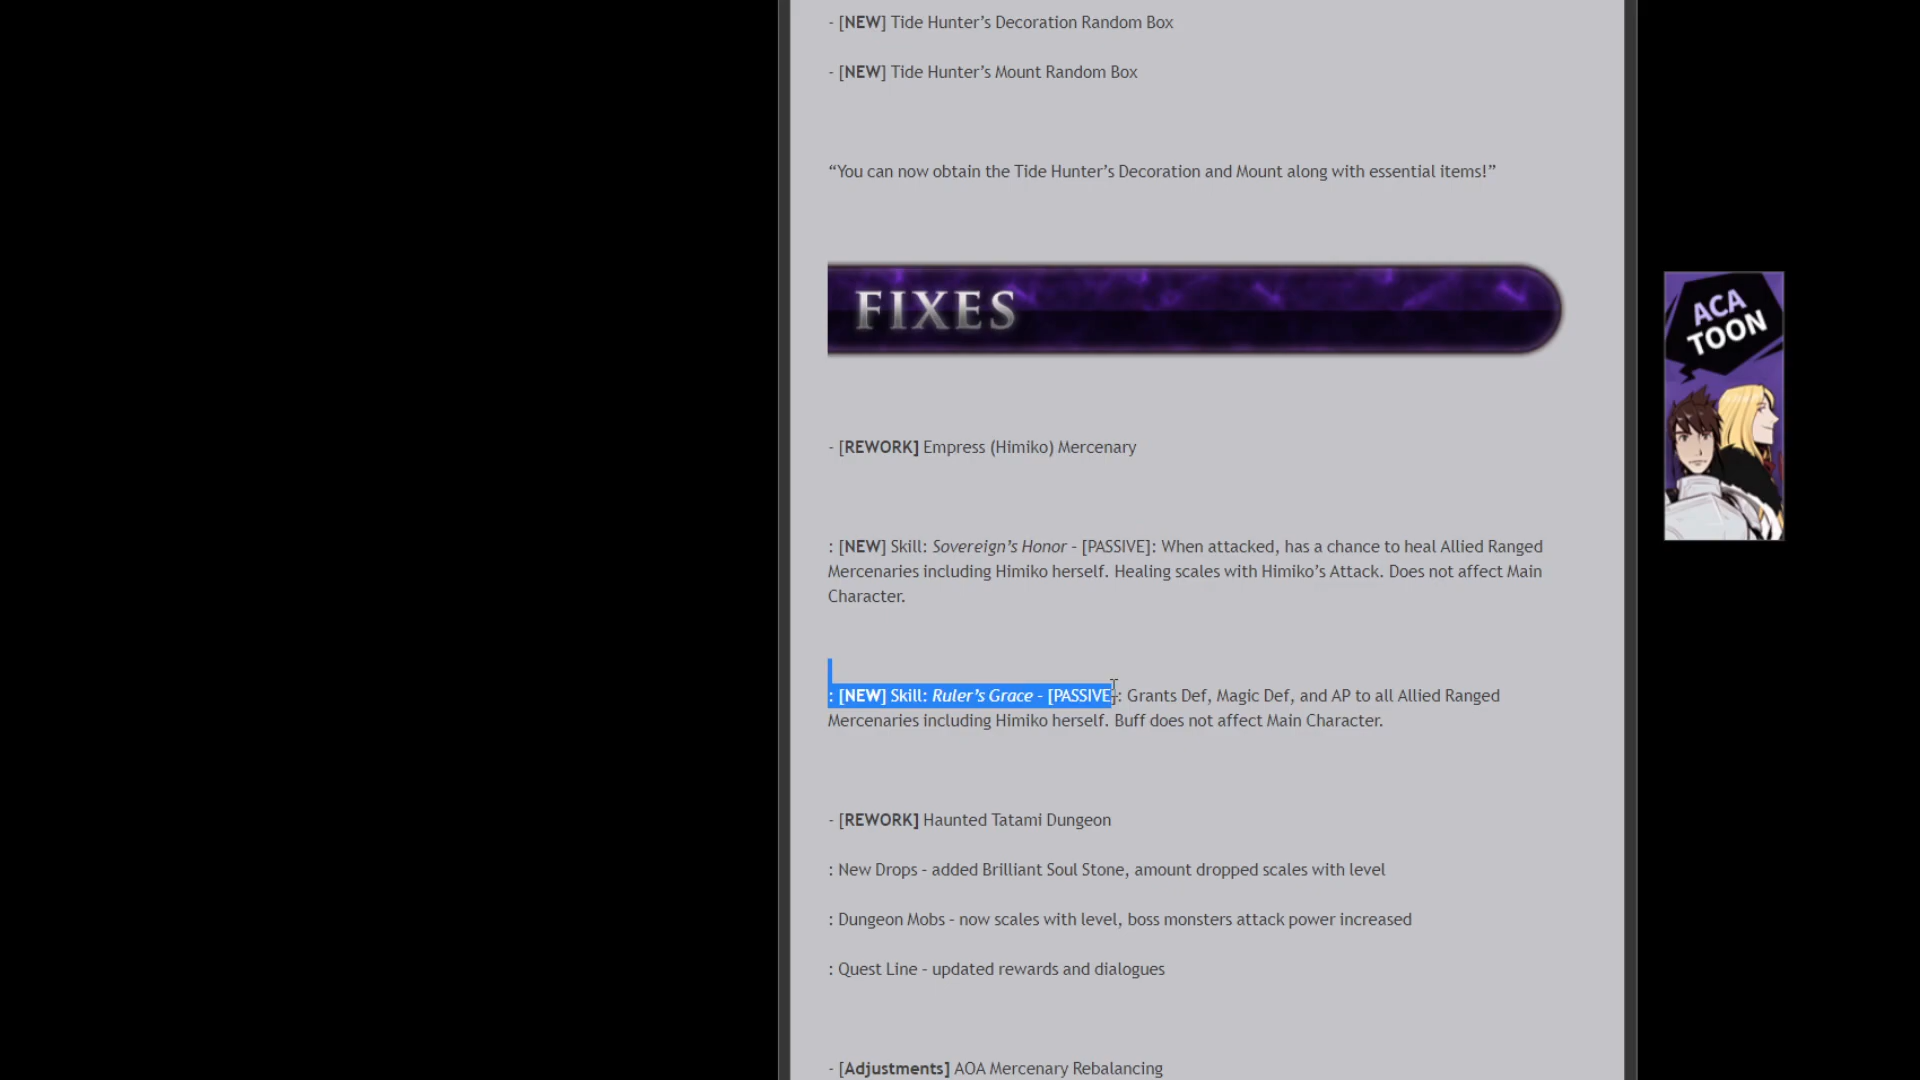 - [NEW] Tide Hunter’s Decoration Random Box
- [NEW] Tide Hunter’s Mount Random Box
“You can now obtain the Tide Hunter’s Decoration and Mount along with essential items!”
FIXES
ACA
TOON
- [REWORK] Empress (Himiko) Mercenary
: [NEW] Skill: Sovereign’s Honor - [PASSIVE]: When attacked, has a chance to heal Allied Ranged
Mercenaries including Himiko herself. Healing scales with Himiko’s Attack. Does not affect Main
Character.
: [NEW] Skill: Ruler’s Grace - [PASSIVE]: Grants Def, Magic Def, and AP to all Allied Ranged
Mercenaries including Himiko herself. Buff does not affect Main Character.
- [REWORK] Haunted Tatami Dungeon
: New Drops - added Brilliant Soul Stone, amount dropped scales with level
: Dungeon Mobs - now scales with level, boss monsters attack power increased
: Quest Line - updated rewards and dialogues
- [Adjustments] AOA Mercenary Rebalancing